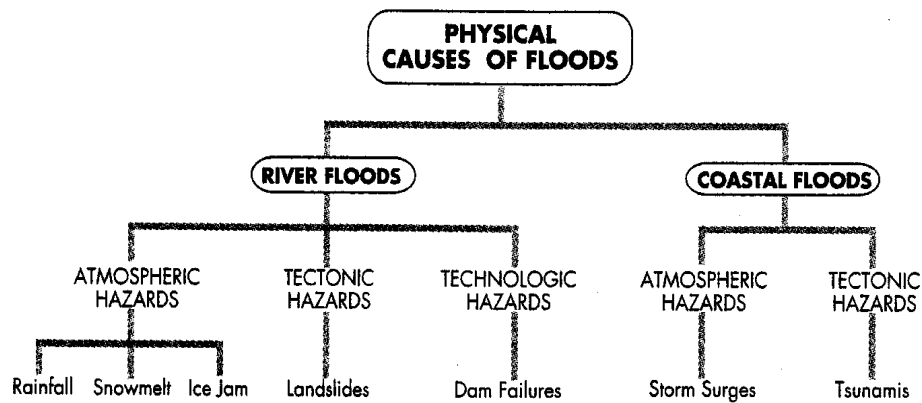 PHYSICAL
CAUSES OF FLOODS
RIVER FLOODS
COASTAL FLOODS
ATMOSPHERIC
HAZARDS
TECTONIC
HAZARDS
TECHNOLOGIC
HAZARDS
ATMOSPHERIC
HAZARDS
TECTONIC
HAZARDS
Rainfall
Snowmelt
Ice Jam
Landslides
Dam Failures
Storm Surges
Tsunamis